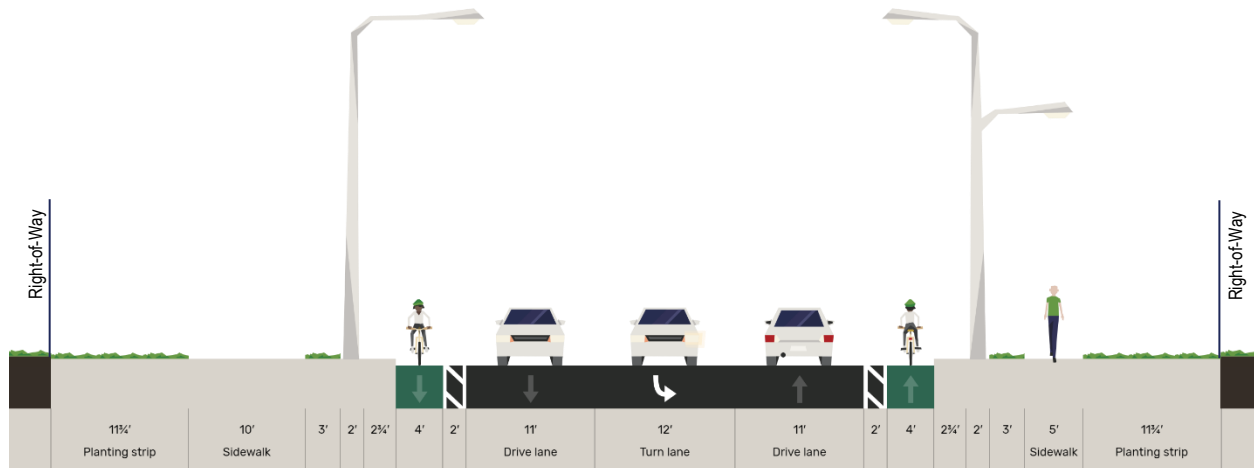 Right-of-Way
Right-of-Way
11¾' 10' 3' 2' 2¾' 4' 2' 11' 12' 11' 2' 4' 2¾' 2' 3' 5' 11¾'
Planting strip Sidewalk Drive lane Turn lane Drive lane Sidewalk Planting strip